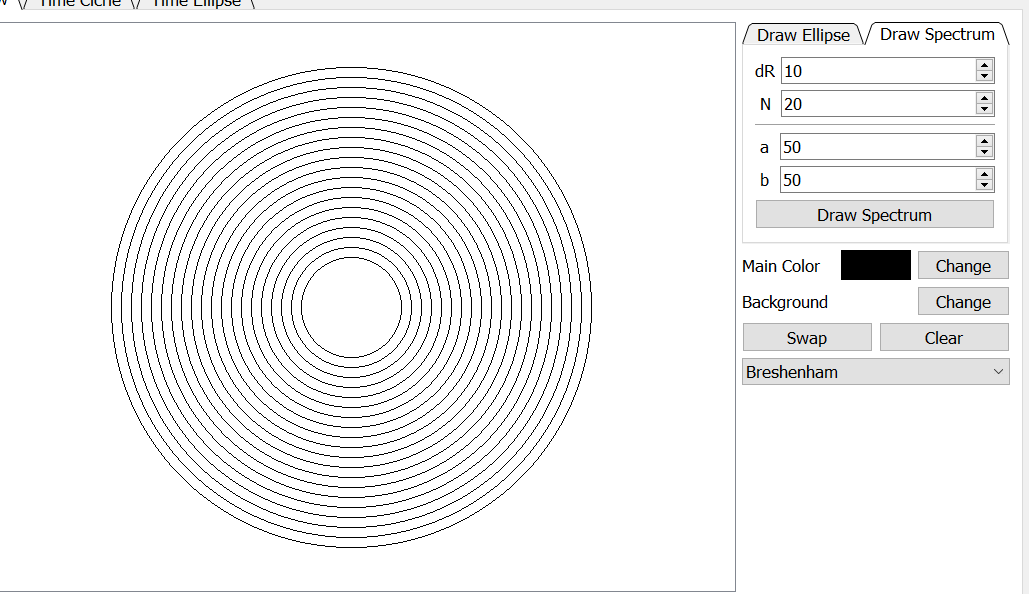 Time Circle Time Ellipse
Draw Ellipse Draw Spectrum
dR 10
N 20
a 50
b 50
Draw Spectrum
Main Color Change
Background Change
Swap Clear
Breshenham